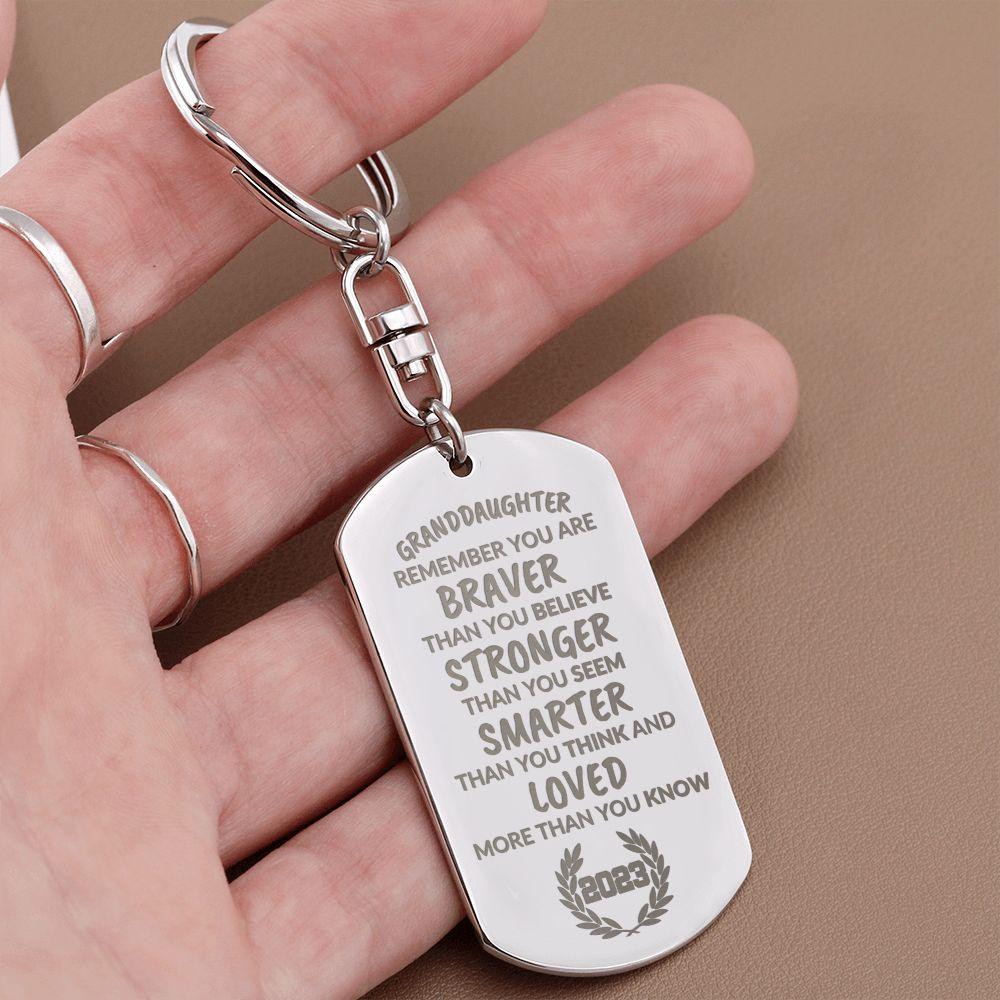 GRANDDAUGHTER
REMEMBER YOU ARE
BRAVER
THAN YOU BELIEVE
STRONGER
THAN YOU SEEM
SMARTER
THAN YOU THINK AND
LOVED
MORE THAN YOU KNOW
2023